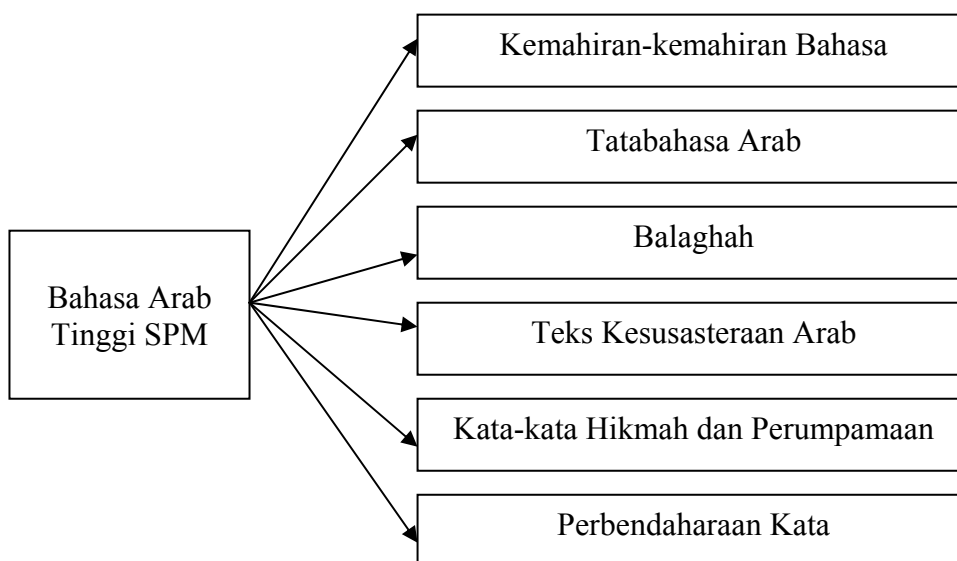 Kemahiran-kemahiran Bahasa
Tatabahasa Arab
Balaghah
Bahasa Arab
Tinggi SPM
Teks Kesusasteraan Arab
Kata-kata Hikmah dan Perumpamaan
Perbendaharaan Kata